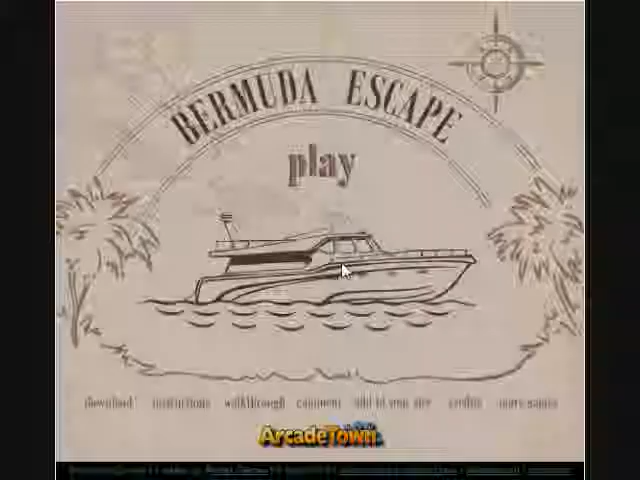 BERMUDA ESCAPE
play
download instructions walkthrough comment add to your site credits more games
ArcadeTown